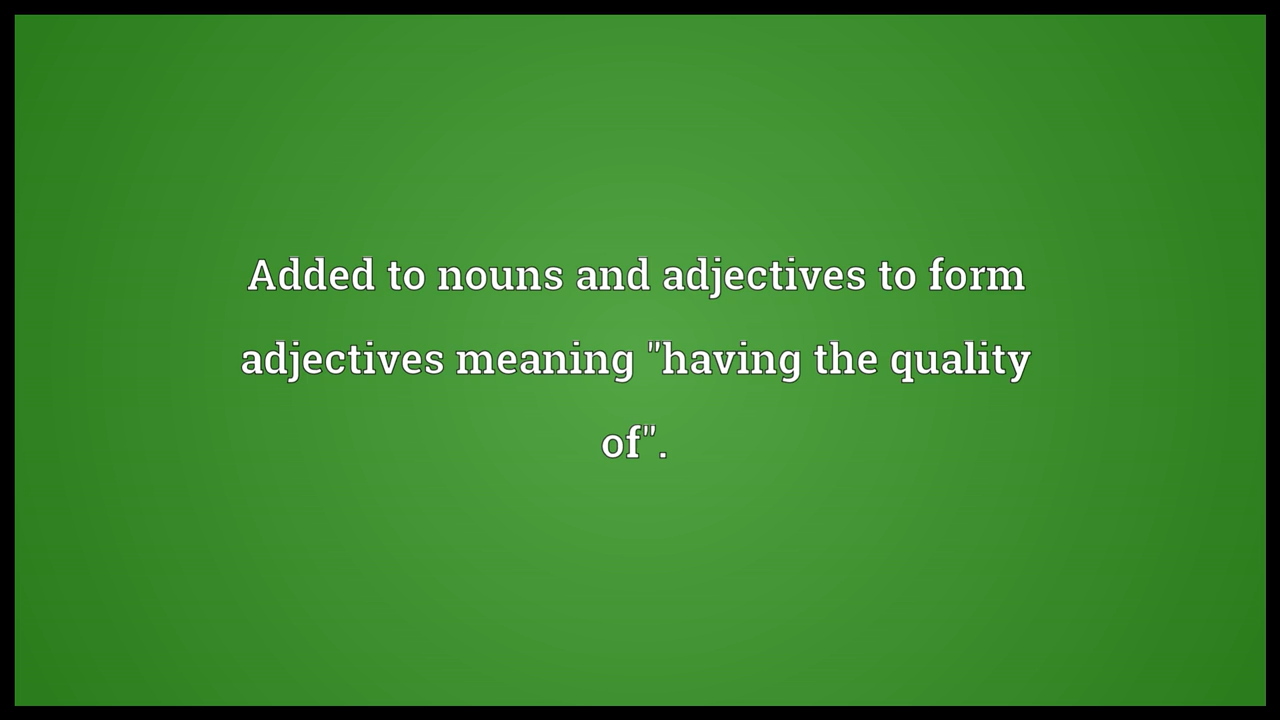 Added to nouns and adjectives to form
adjectives meaning "having the quality
of".